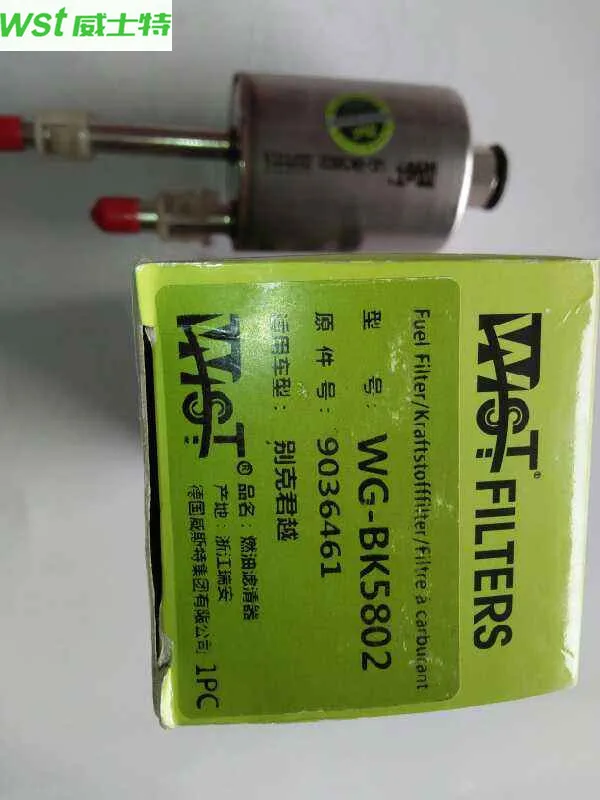 wst 威士特
WST FILTERS
Fuel Filter/Kraftstofffilter/Filtre à carburant
型 号: WG-BK5802
原 件 号: 9036461
适用车型: 别克君越
WST ®
品名: 燃油滤清器
产地: 浙江瑞安
德国威斯特集团有限公司 1PC